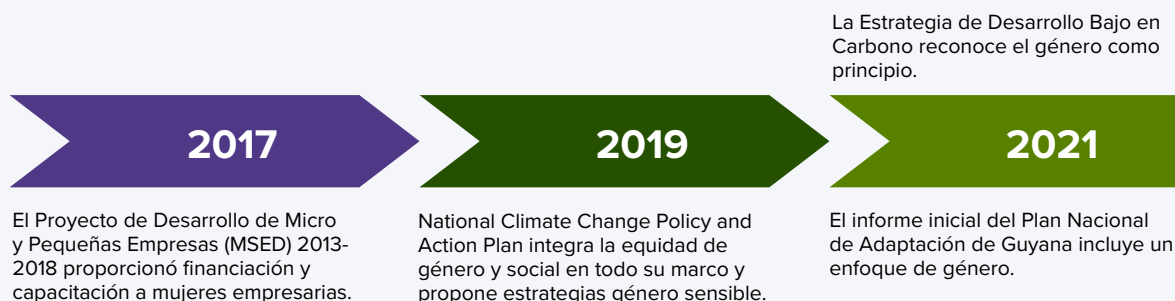 La Estrategia de Desarrollo Bajo en
Carbono reconoce el género como
principio.
2017
2019
2021
El Proyecto de Desarrollo de Micro
y Pequeñas Empresas (MSED) 2013-
2018 proporcionó financiación y
capacitación a mujeres empresarias.
National Climate Change Policy and
Action Plan integra la equidad de
género y social en todo su marco y
propone estrategias género sensible.
El informe inicial del Plan Nacional
de Adaptación de Guyana incluye un
enfoque de género.